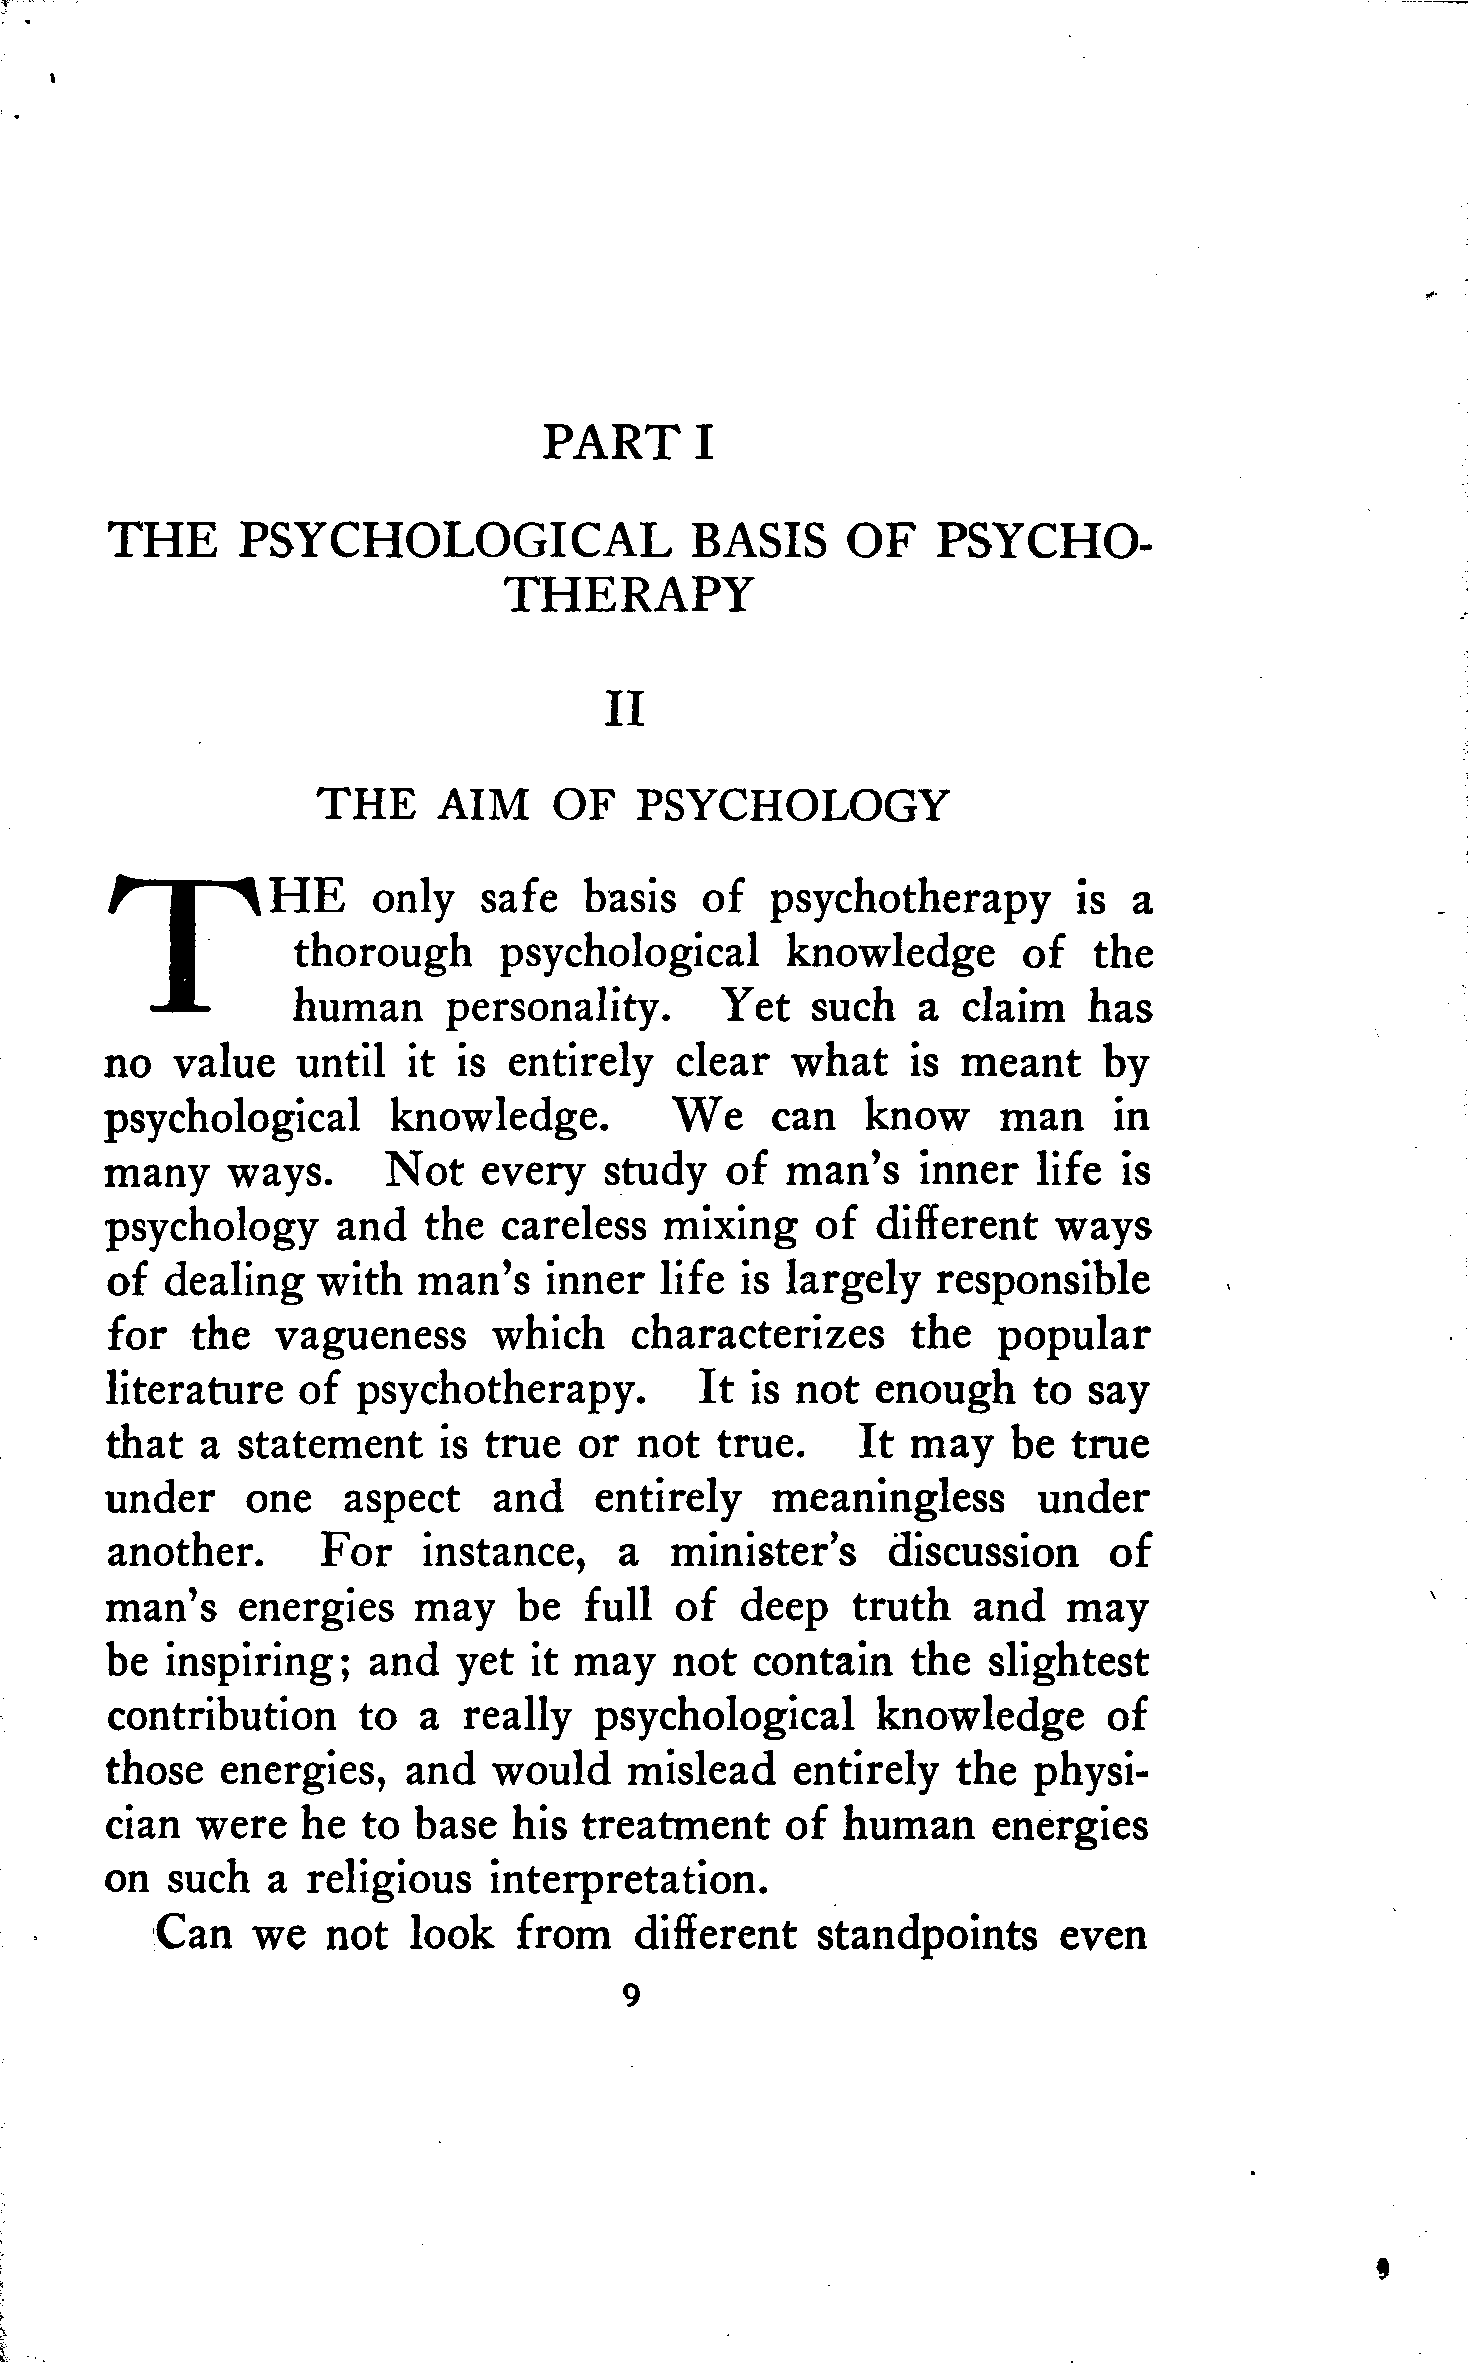 PART I
THE PSYCHOLOGICAL BASIS OF PSYCHO-
THERAPY
II
THE AIM OF PSYCHOLOGY
THE only safe basis of psychotherapy is a
thorough psychological knowledge of the
human personality. Yet such a claim has
no value until it is entirely clear what is meant by
psychological knowledge. We can know man in
many ways. Not every study of man's inner life is
psychology and the careless mixing of different ways
of dealing with man's inner life is largely responsible
for the vagueness which characterizes the popular
literature of psychotherapy. It is not enough to say
that a statement is true or not true. It may be true
under one aspect and entirely meaningless under
another. For instance, a minister's discussion of
man's energies may be full of deep truth and may
be inspiring; and yet it may not contain the slightest
contribution to a really psychological knowledge of
those energies, and would mislead entirely the physi-
cian were he to base his treatment of human energies
on such a religious interpretation.
Can we not look from different standpoints even
9